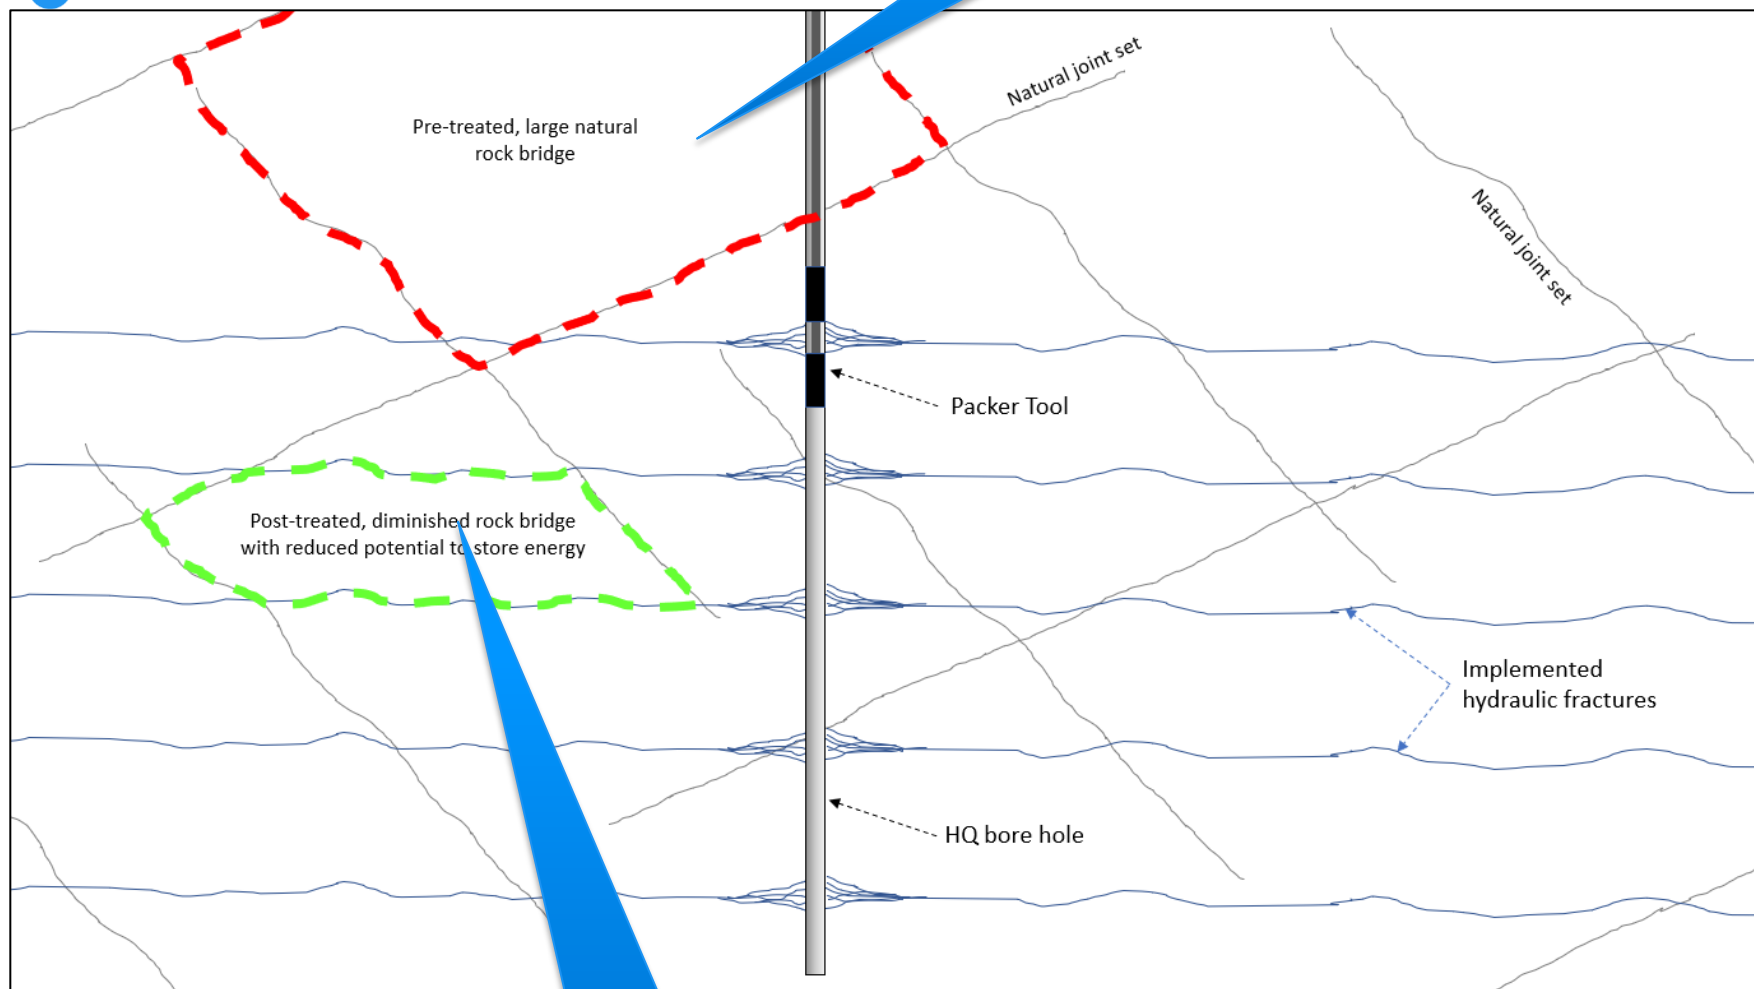 Natural joint set
Pre-treated, large natural
rock bridge
Natural joint set
Packer Tool
Post-treated, diminished rock bridge
with reduced potential to store energy
Implemented
hydraulic fractures
HQ bore hole